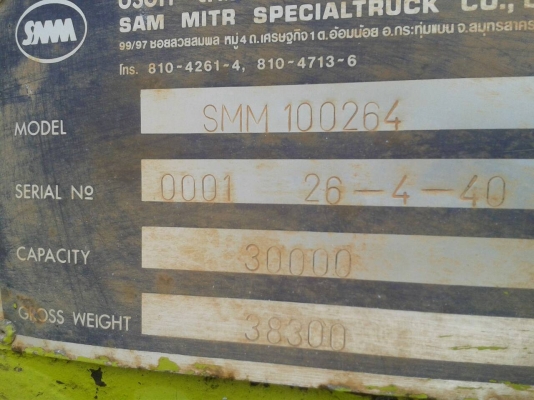 SMM
SAM MITR SPECIALTRUCK CO.,
99/97 ซอยสวนสมพล หมู่ 4 ถ.เศรษฐกิจ 1 ต.อ้อมน้อย อ.กระทุ่มแบน จ.สมุทรสาคร
โทร. 810-4261-4, 810-4713-6
MODEL SMM 100264
SERIAL Nº 0001 26-4-40
CAPACITY 30000
GROSS WEIGHT 38300